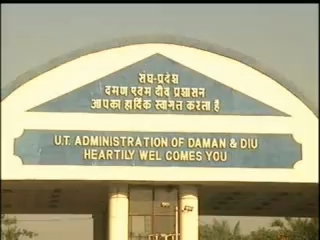 संघ-प्रदेश
दमण एवम दीव प्रशासन
आपका हार्दिक स्वागत करता है
U.T. ADMINISTRATION OF DAMAN & DIU
HEARTILY WEL COMES YOU